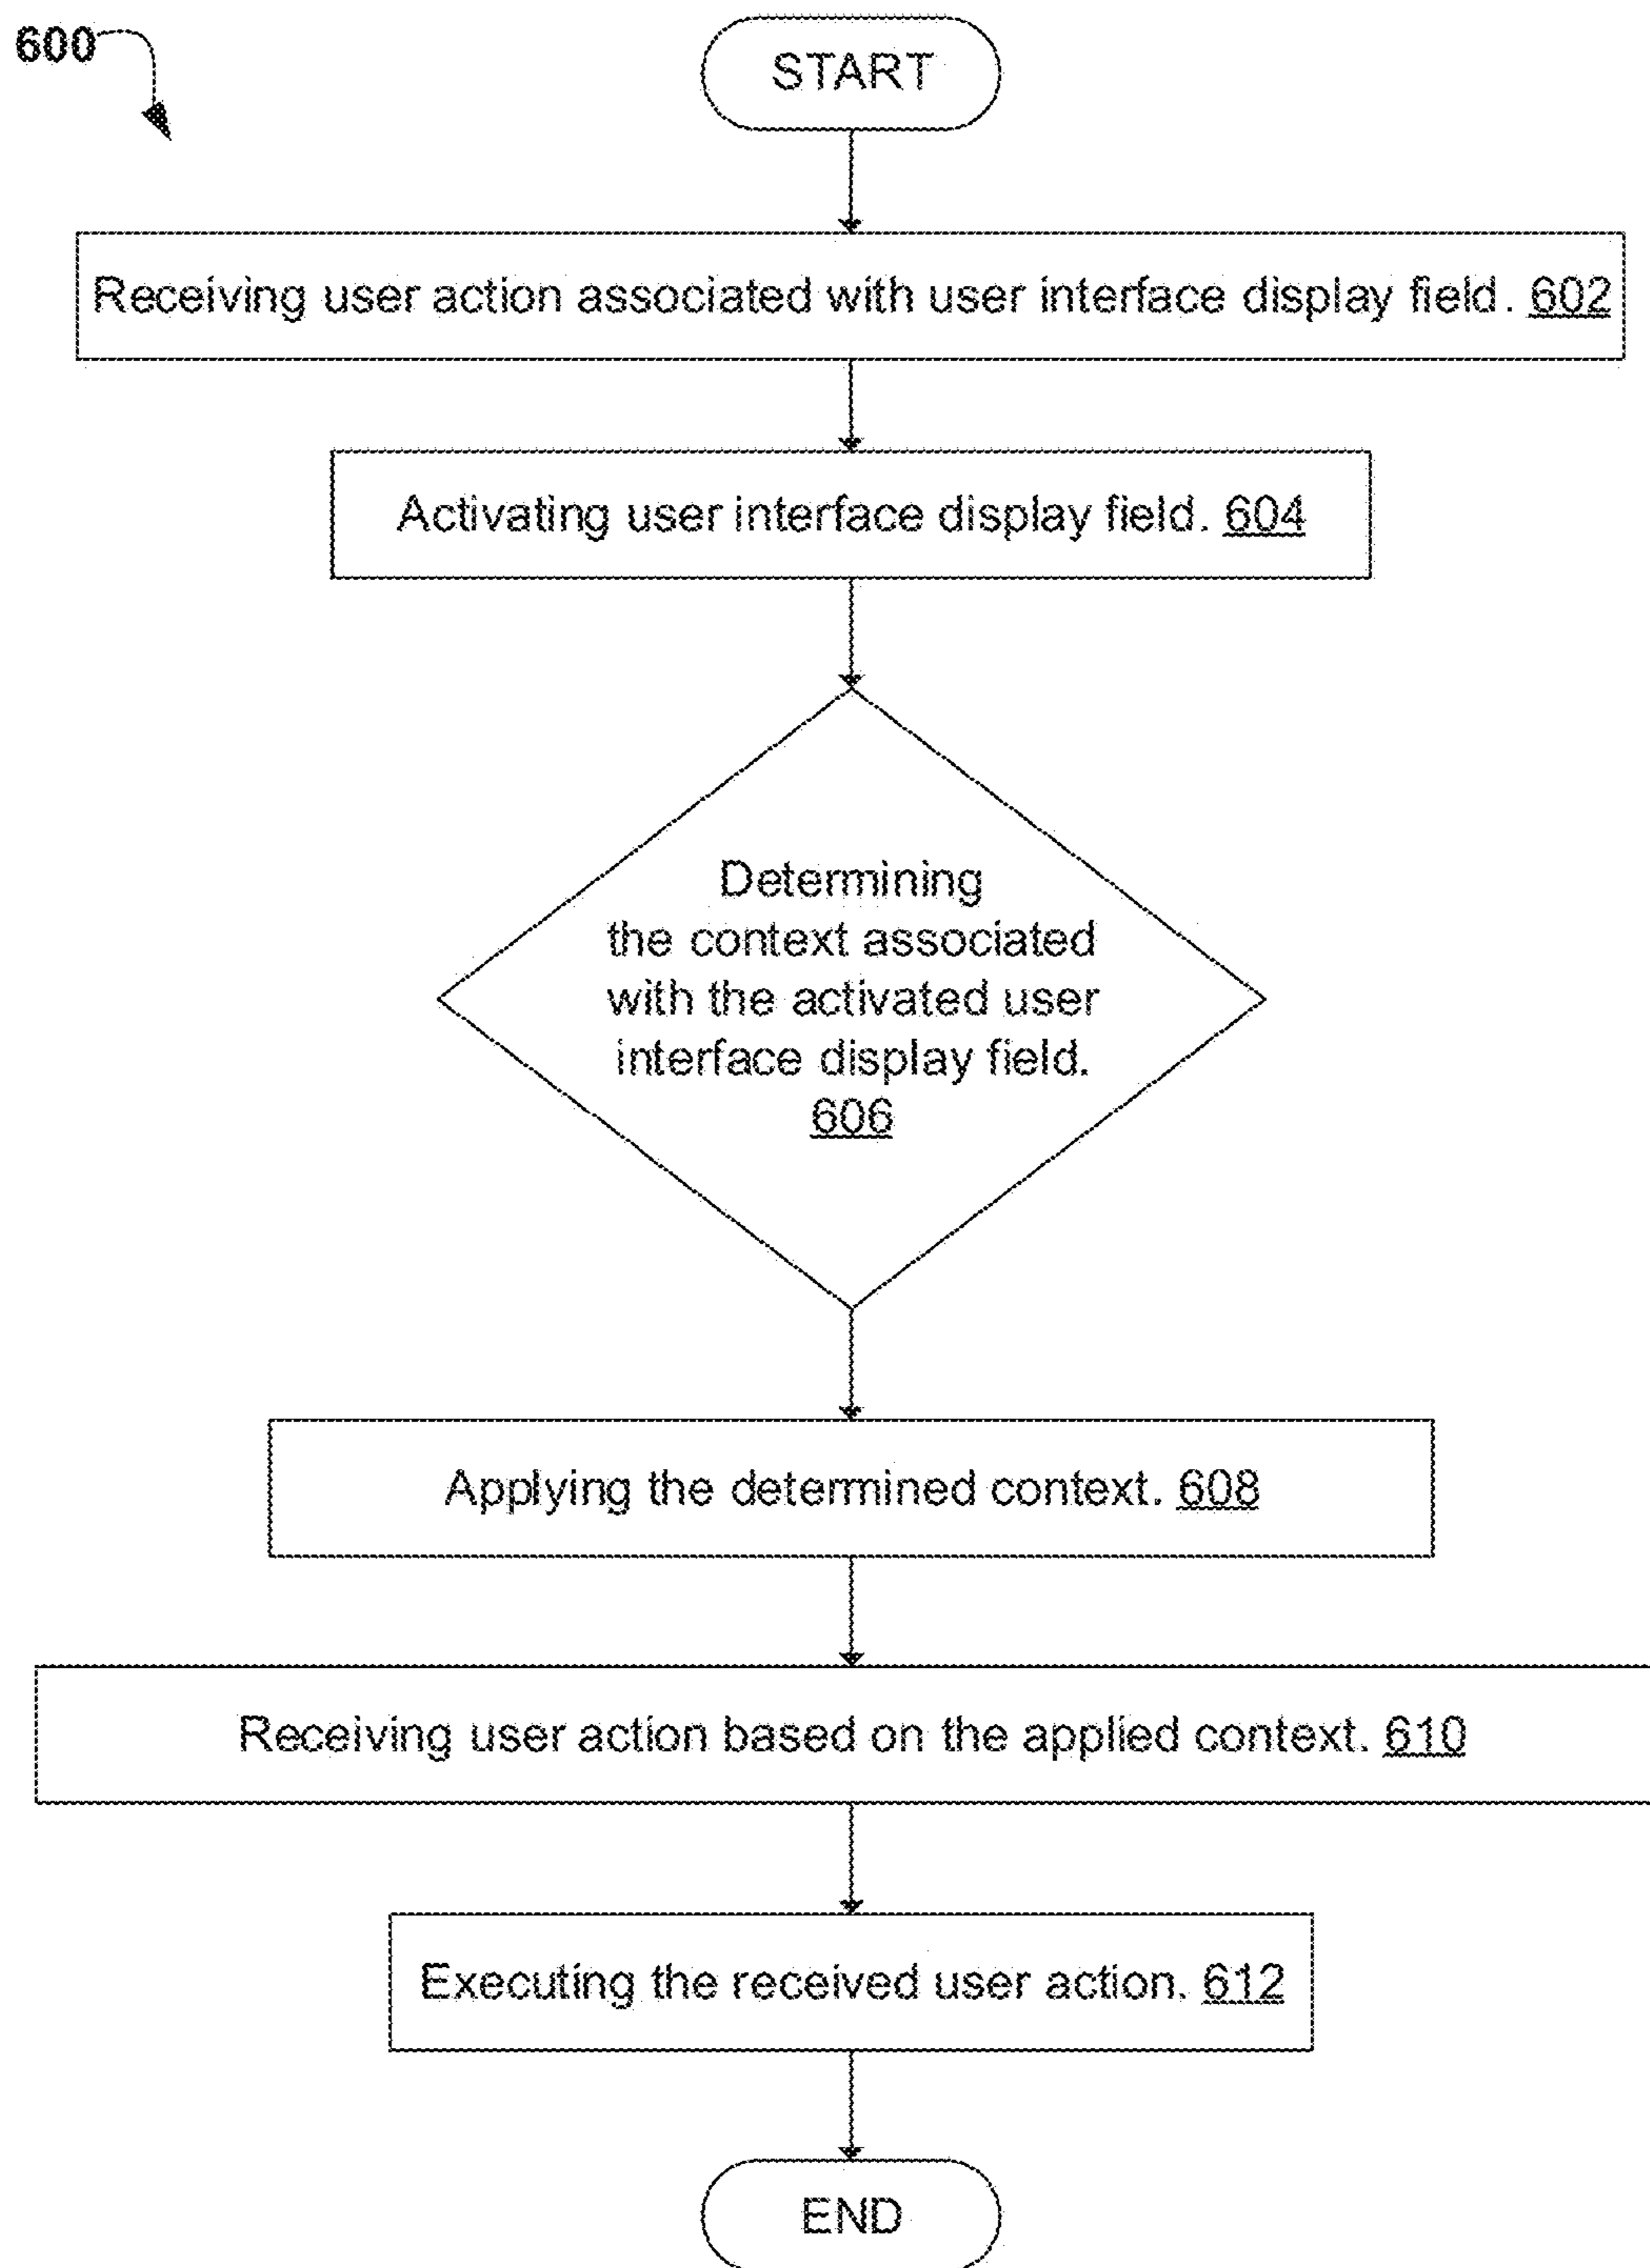 600
START
Receiving user action associated with user interface display field. 602
Activating user interface display field. 604
Determining
the context associated
with the activated user
interface display field.
606
Applying the determined context. 608
Receiving user action based on the applied context. 610
Executing the received user action. 612
END